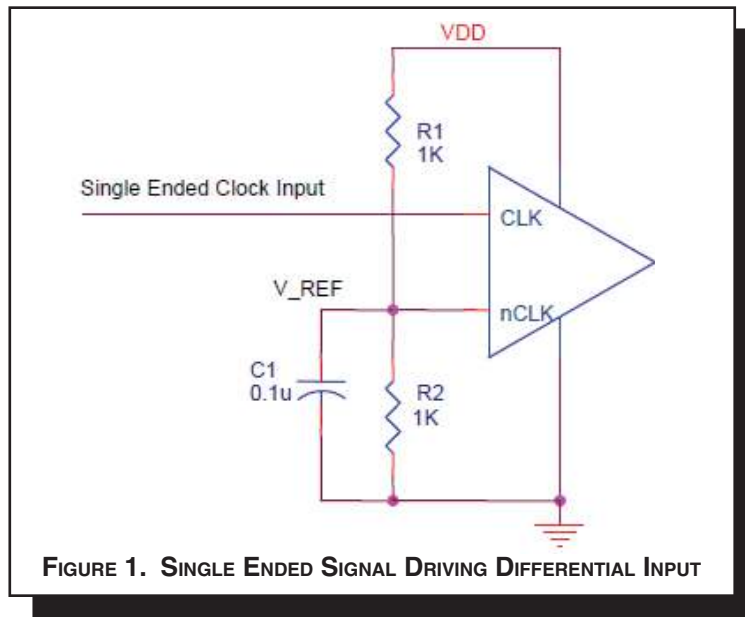 VDD
R1
1K
Single Ended Clock Input
CLK
V_REF
nCLK
C1
0.1u
R2
1K
FIGURE 1. SINGLE ENDED SIGNAL DRIVING DIFFERENTIAL INPUT